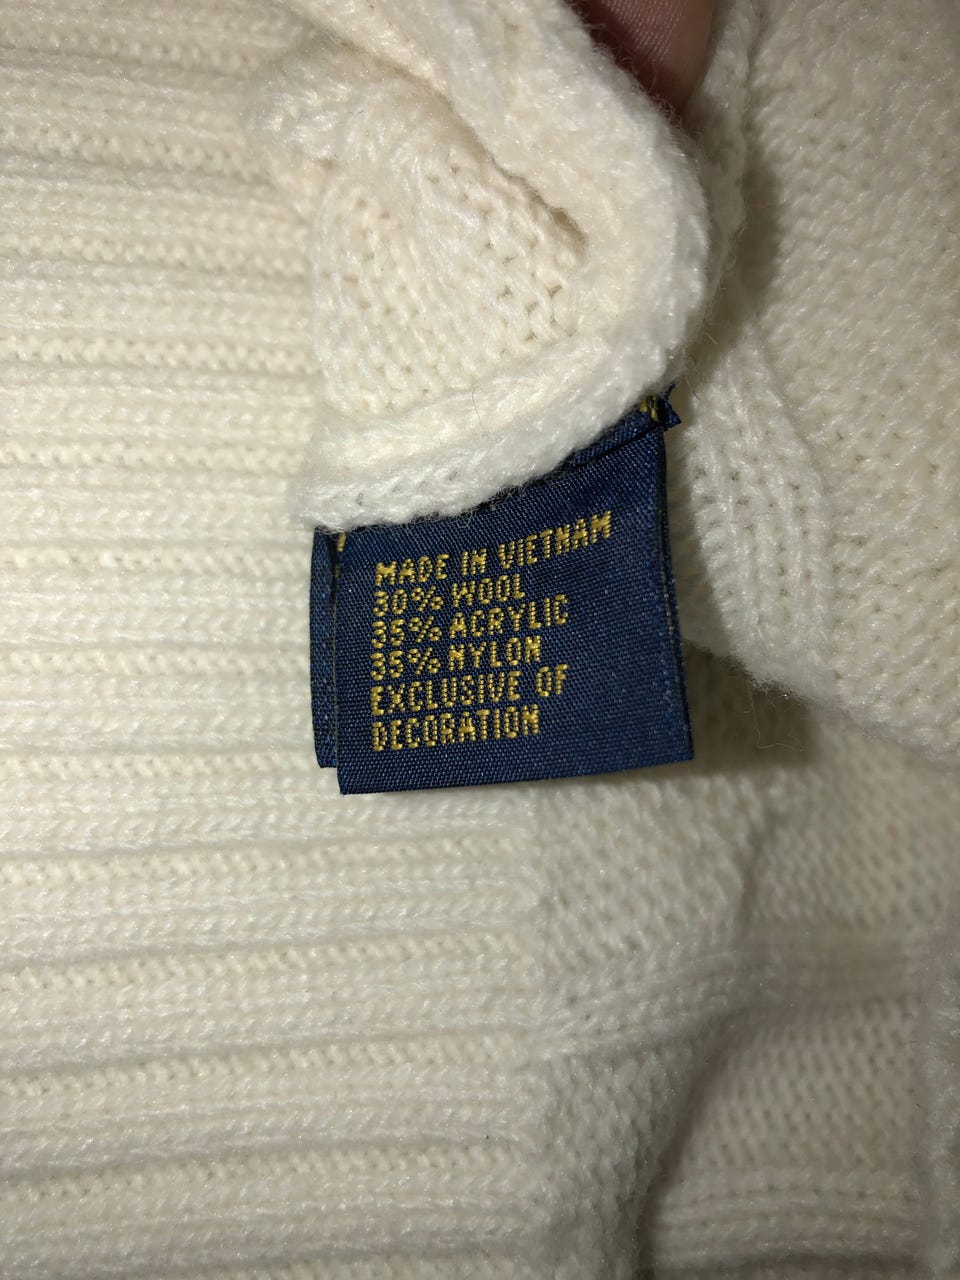 MADE IN VIETNAM
30% WOOL
35% ACRYLIC
35% NYLON
EXCLUSIVE OF
DECORATION